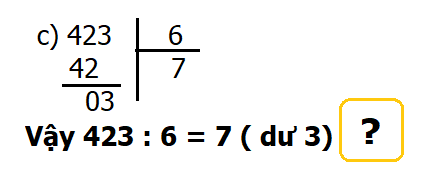 c) 423 6
42 7
03
Vậy 423 : 6 = 7 ( dư 3) ?